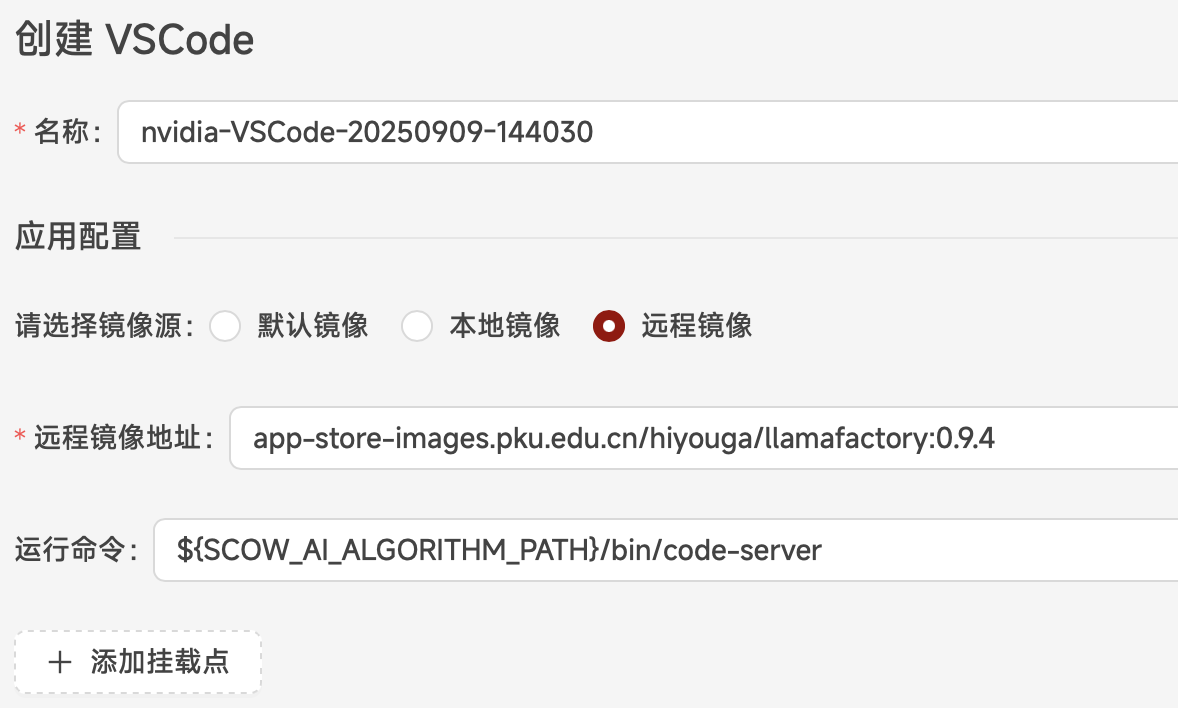 创建 VSCode
* 名称： nvidia-VSCode-20250909-144030
应用配置
请选择镜像源： 默认镜像 本地镜像 远程镜像
* 远程镜像地址： app-store-images.pku.edu.cn/hiyouga/llamafactory:0.9.4
运行命令： ${SCOW_AI_ALGORITHM_PATH}/bin/code-server
+ 添加挂载点